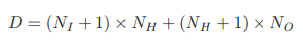 D = (N_I + 1) × N_H + (N_H + 1) × N_O